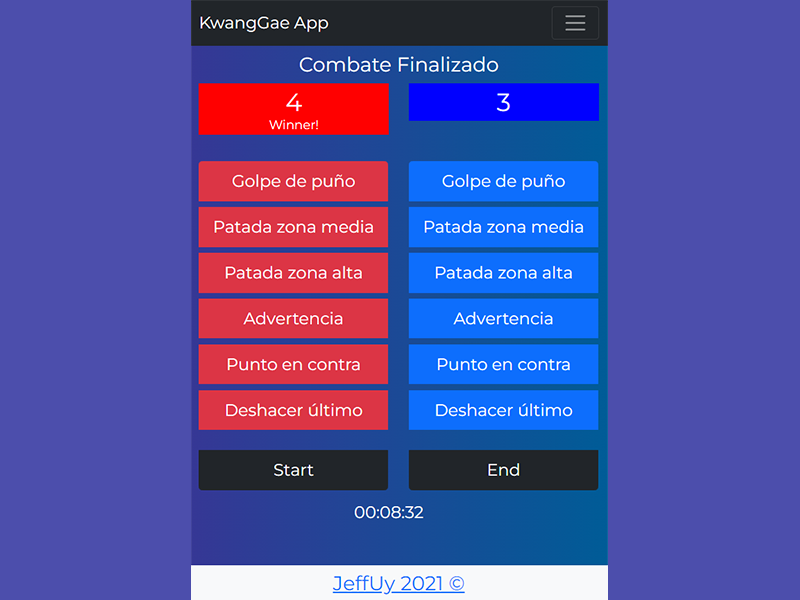 KwangGae App
Combate Finalizado
4
Winner!
3
Golpe de puño
Golpe de puño
Patada zona media
Patada zona media
Patada zona alta
Patada zona alta
Advertencia
Advertencia
Punto en contra
Punto en contra
Deshacer último
Deshacer último
Start
End
00:08:32
JeffUy 2021 ©